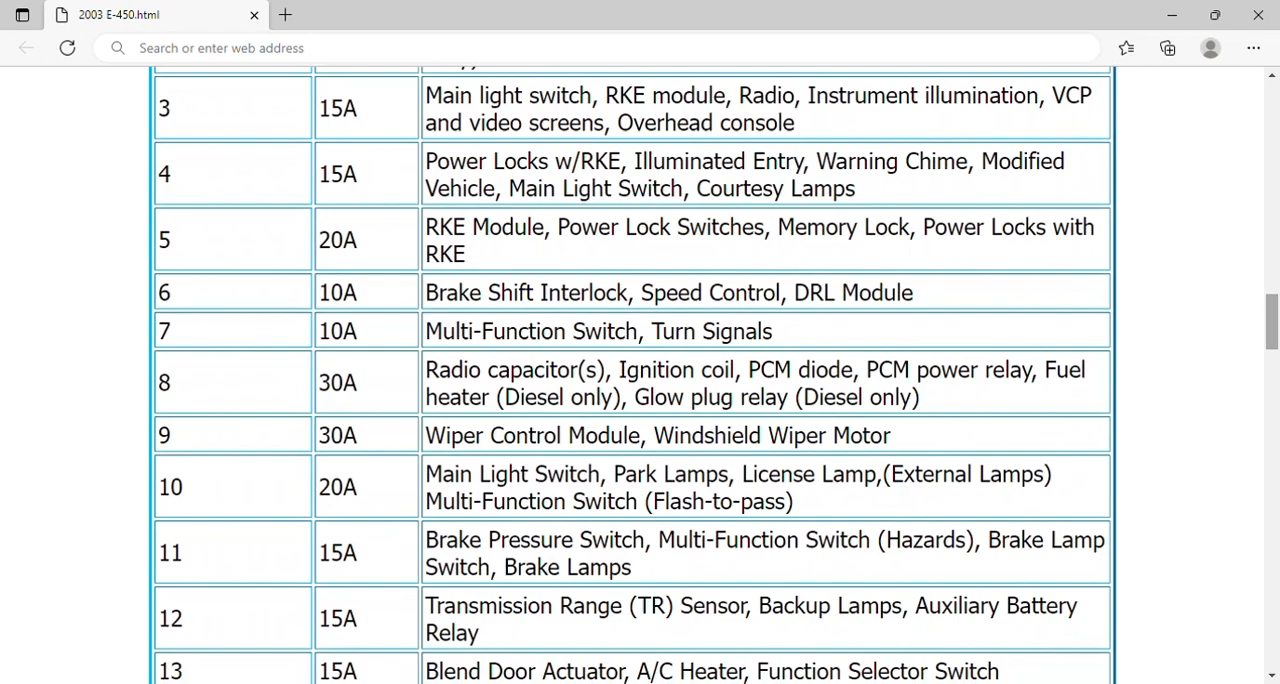 2003 E-450.html
Search or enter web address
3 15A Main light switch, RKE module, Radio, Instrument illumination, VCP
and video screens, Overhead console
4 15A Power Locks w/RKE, Illuminated Entry, Warning Chime, Modified
Vehicle, Main Light Switch, Courtesy Lamps
5 20A RKE Module, Power Lock Switches, Memory Lock, Power Locks with
RKE
6 10A Brake Shift Interlock, Speed Control, DRL Module
7 10A Multi-Function Switch, Turn Signals
8 30A Radio capacitor(s), Ignition coil, PCM diode, PCM power relay, Fuel
heater (Diesel only), Glow plug relay (Diesel only)
9 30A Wiper Control Module, Windshield Wiper Motor
10 20A Main Light Switch, Park Lamps, License Lamp,(External Lamps)
Multi-Function Switch (Flash-to-pass)
11 15A Brake Pressure Switch, Multi-Function Switch (Hazards), Brake Lamp
Switch, Brake Lamps
12 15A Transmission Range (TR) Sensor, Backup Lamps, Auxiliary Battery
Relay
13 15A Blend Door Actuator, A/C Heater, Function Selector Switch